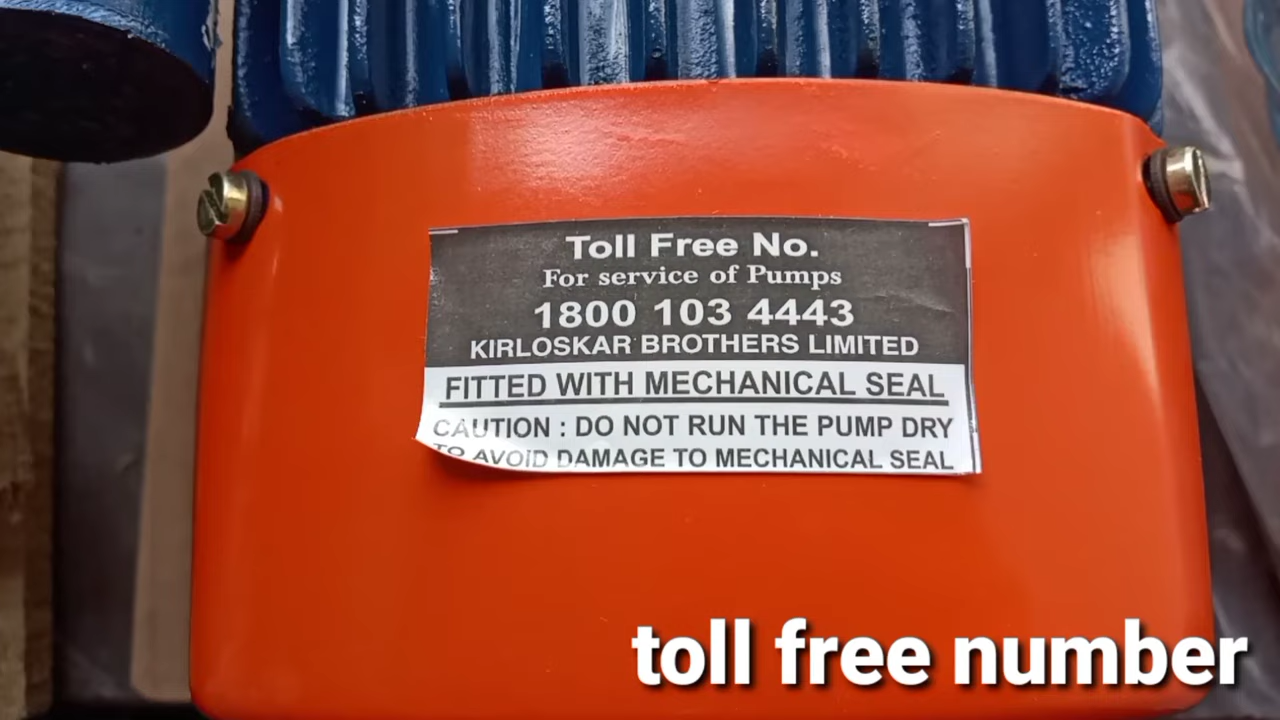 Toll Free No.
For service of Pumps
1800 103 4443
KIRLOSKAR BROTHERS LIMITED
FITTED WITH MECHANICAL SEAL
CAUTION : DO NOT RUN THE PUMP DRY
TO AVOID DAMAGE TO MECHANICAL SEAL
toll free number